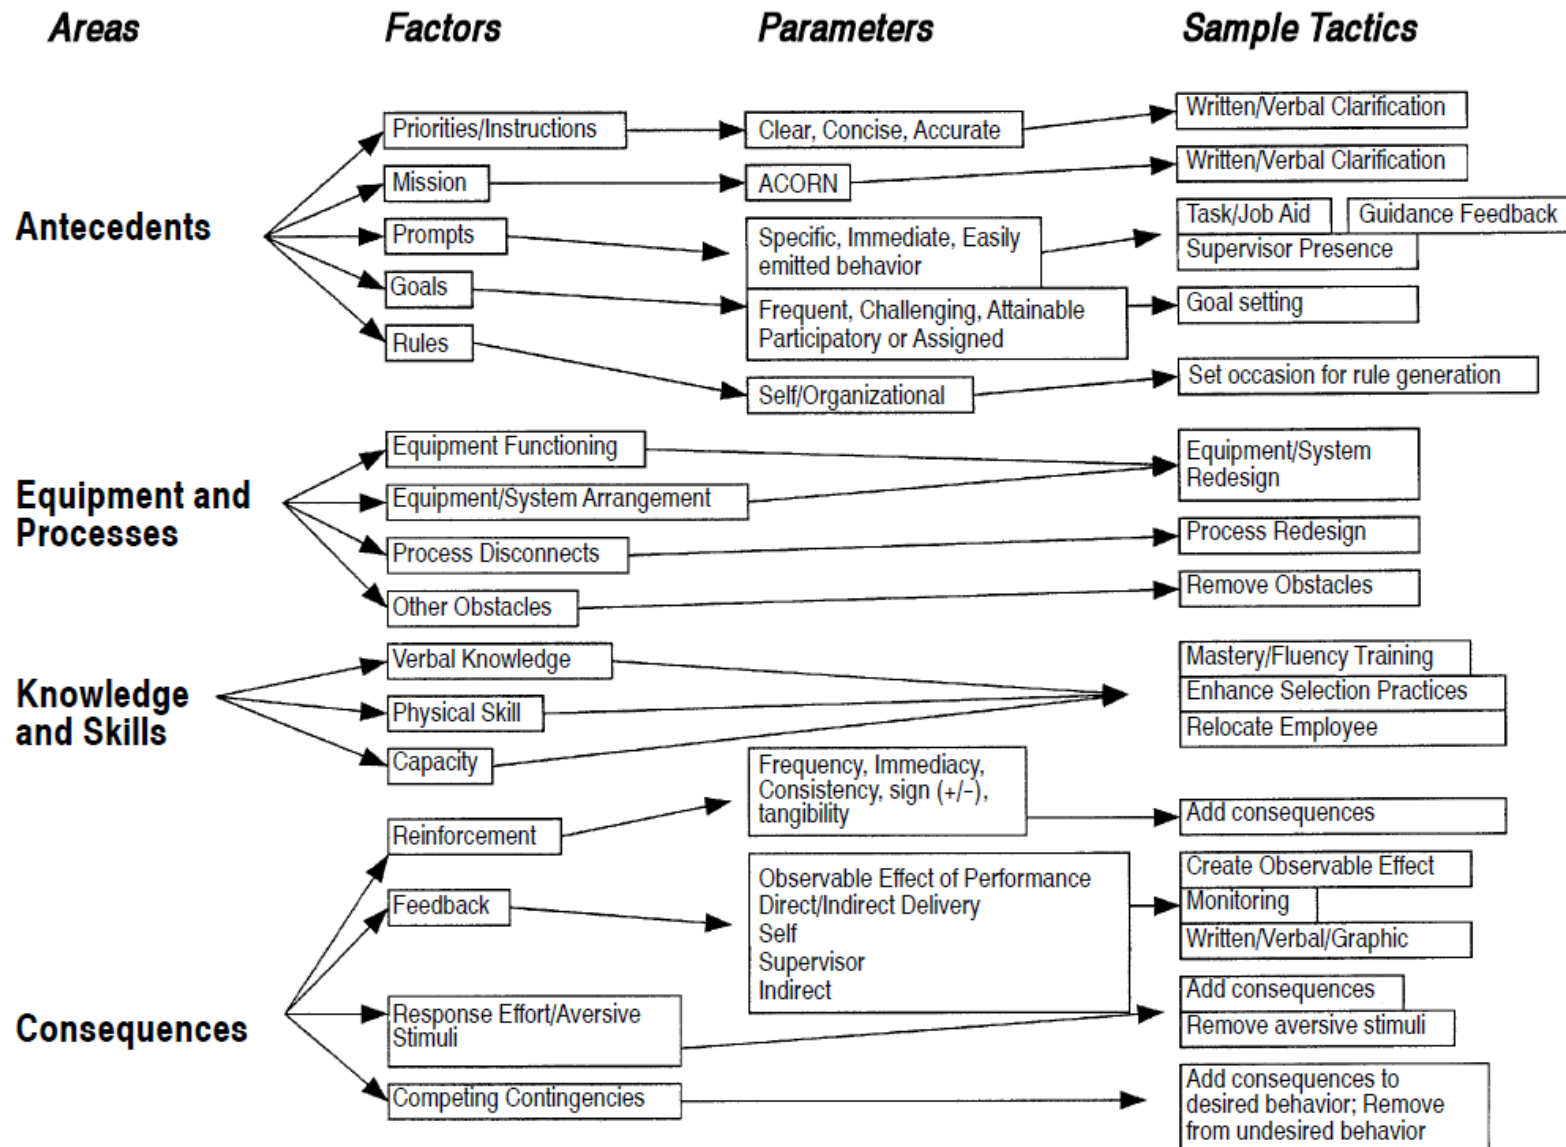 Areas
Factors
Parameters
Sample Tactics
Antecedents
Priorities/Instructions
Clear, Concise, Accurate
Written/Verbal Clarification
Mission
ACORN
Written/Verbal Clarification
Prompts
Specific, Immediate, Easily
emitted behavior
Task/Job Aid
Guidance Feedback
Supervisor Presence
Goals
Frequent, Challenging, Attainable
Participatory or Assigned
Goal setting
Rules
Self/Organizational
Set occasion for rule generation
Equipment and
Processes
Equipment Functioning
Equipment/System Arrangement
Equipment/System
Redesign
Process Disconnects
Process Redesign
Other Obstacles
Remove Obstacles
Knowledge
and Skills
Verbal Knowledge
Physical Skill
Capacity
Mastery/Fluency Training
Enhance Selection Practices
Relocate Employee
Consequences
Reinforcement
Frequency, Immediacy,
Consistency, sign (+/−),
tangibility
Add consequences
Feedback
Observable Effect of Performance
Direct/Indirect Delivery
Self
Supervisor
Indirect
Create Observable Effect
Monitoring
Written/Verbal/Graphic
Response Effort/Aversive
Stimuli
Add consequences
Remove aversive stimuli
Competing Contingencies
Add consequences to
desired behavior; Remove
from undesired behavior